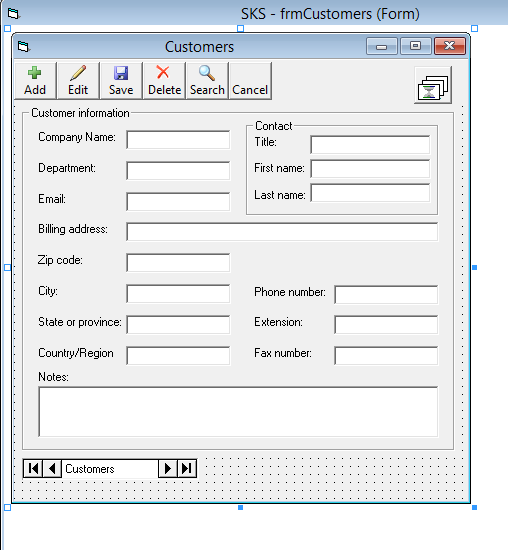 SKS - frmCustomers (Form)
Customers
Add Edit Save Delete Search Cancel
Customer information
Company Name:
Department:
Email:
Contact
Title:
First name:
Last name:
Billing address:
Zip code:
City:
State or province:
Country/Region
Phone number:
Extension:
Fax number:
Notes:
Customers